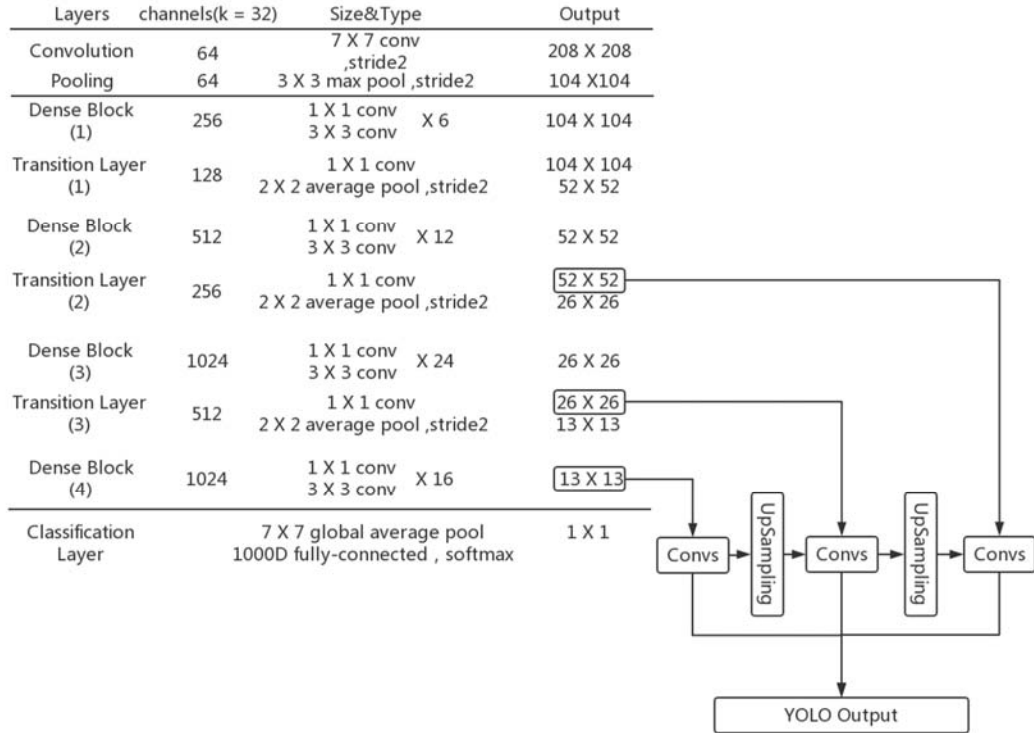 Layers channels(k = 32) Size&Type Output
Convolution 64 7 X 7 conv ,stride2 208 X 208
Pooling 64 3 X 3 max pool ,stride2 104 X104
Dense Block (1) 256 1 X 1 conv 3 X 3 conv X 6 104 X 104
Transition Layer (1) 128 1 X 1 conv 2 X 2 average pool ,stride2 104 X 104 52 X 52
Dense Block (2) 512 1 X 1 conv 3 X 3 conv X 12 52 X 52
Transition Layer (2) 256 1 X 1 conv 2 X 2 average pool ,stride2 52 X 52 26 X 26
Dense Block (3) 1024 1 X 1 conv 3 X 3 conv X 24 26 X 26
Transition Layer (3) 512 1 X 1 conv 2 X 2 average pool ,stride2 26 X 26 13 X 13
Dense Block (4) 1024 1 X 1 conv 3 X 3 conv X 16 13 X 13
Classification Layer 7 X 7 global average pool 1000D fully-connected , softmax 1 X 1
Convs UpSampling Convs UpSampling Convs
YOLO Output